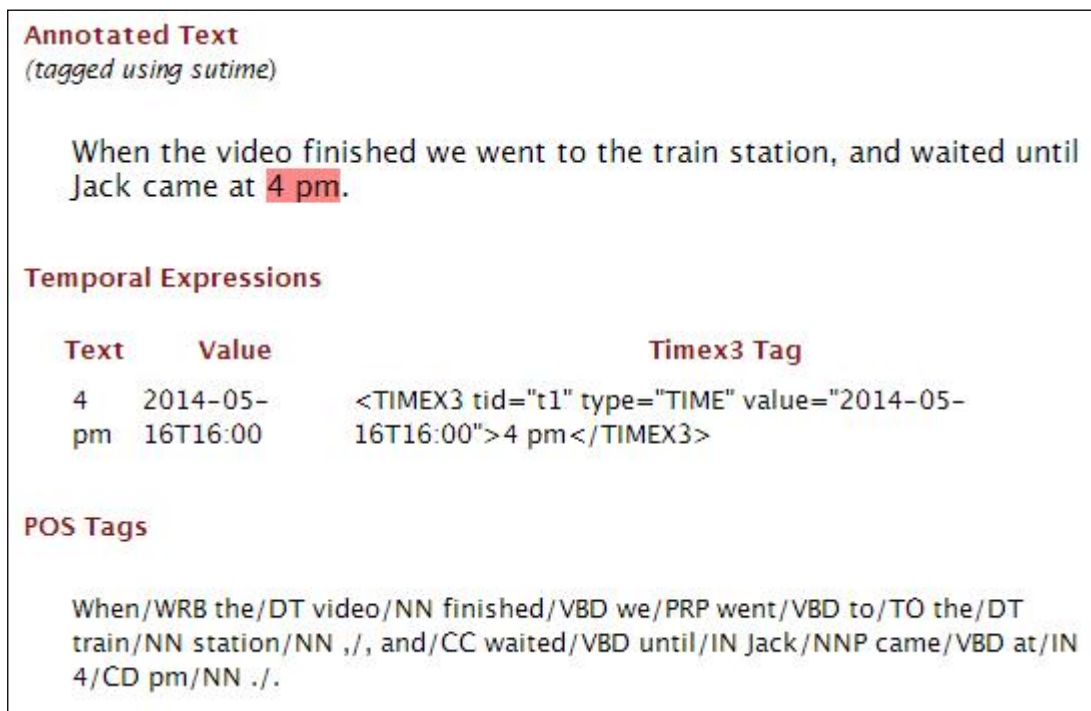 Annotated Text
(tagged using sutime)
When the video finished we went to the train station, and waited until
Jack came at 4 pm.
Temporal Expressions
Text Value Timex3 Tag
4 2014-05- <TIMEX3 tid="t1" type="TIME" value="2014-05-
pm 16T16:00 16T16:00">4 pm</TIMEX3>
POS Tags
When/WRB the/DT video/NN finished/VBD we/PRP went/VBD to/TO the/DT
train/NN station/NN ,/, and/CC waited/VBD until/IN Jack/NNP came/VBD at/IN
4/CD pm/NN ./.